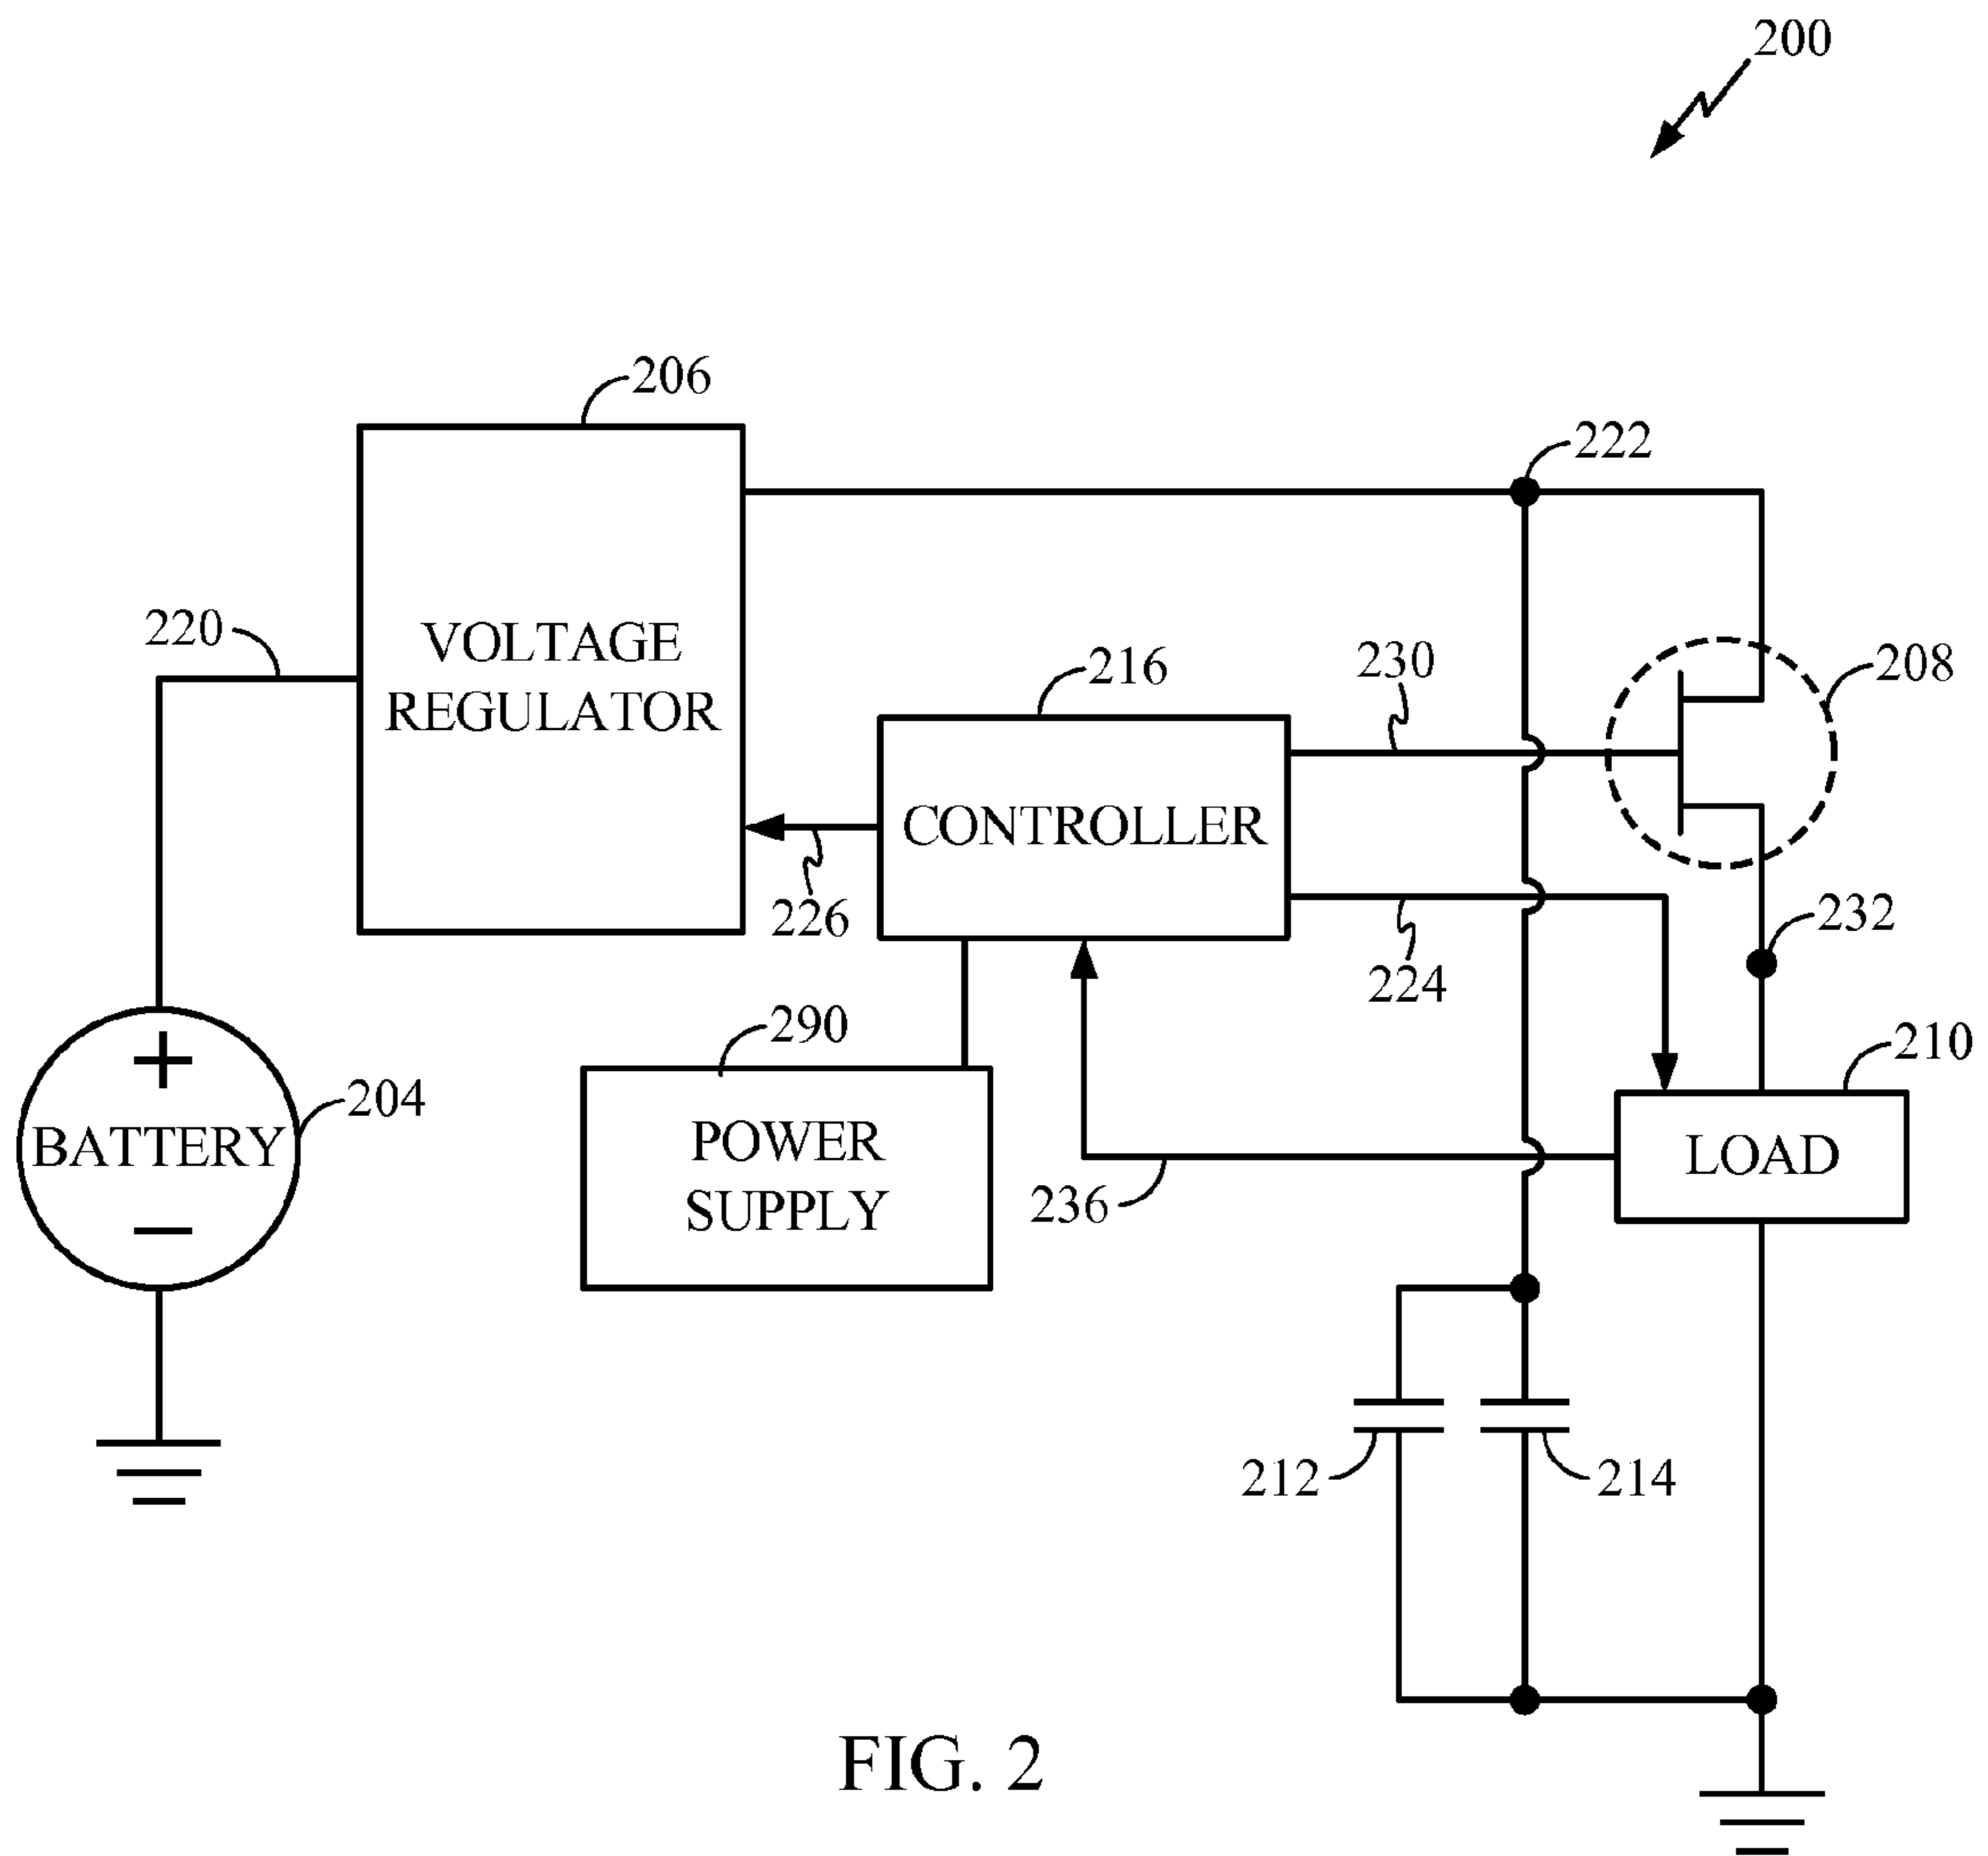 200
206
222
220
VOLTAGE
REGULATOR
216
230
208
CONTROLLER
226
232
224
290
204
210
+
BATTERY
−
POWER
SUPPLY
LOAD
236
212
214
FIG. 2